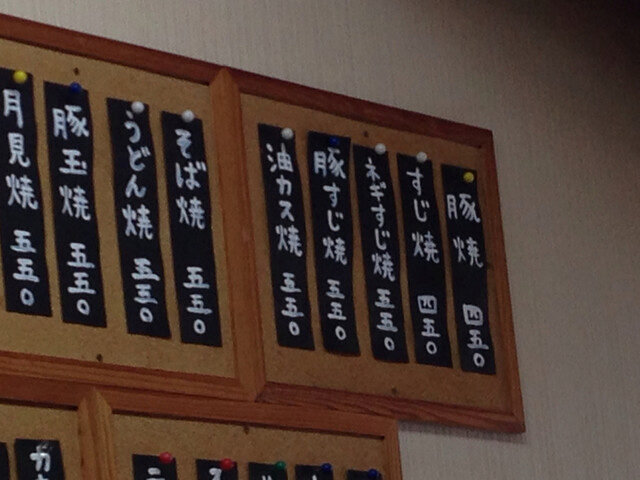 豚焼 四五〇
すじ焼 四五〇
ネギすじ焼 五五〇
豚すじ焼 五五〇
油カス焼 五五〇
そば焼 五五〇
うどん焼 五五〇
豚玉焼 五五〇
月見焼 五五〇